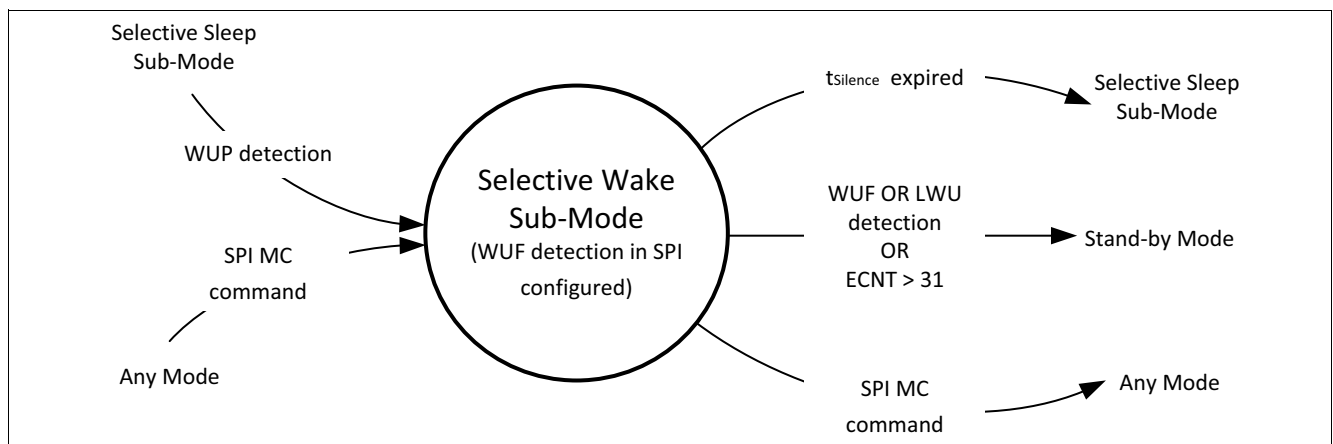 Selective Sleep
Sub-Mode
WUP detection
SPI MC
command
Any Mode
Selective Wake
Sub-Mode
(WUF detection in SPI
configured)
tSilence expired
Selective Sleep
Sub-Mode
WUF OR LWU
detection
OR
ECNT > 31
Stand-by Mode
SPI MC
command
Any Mode